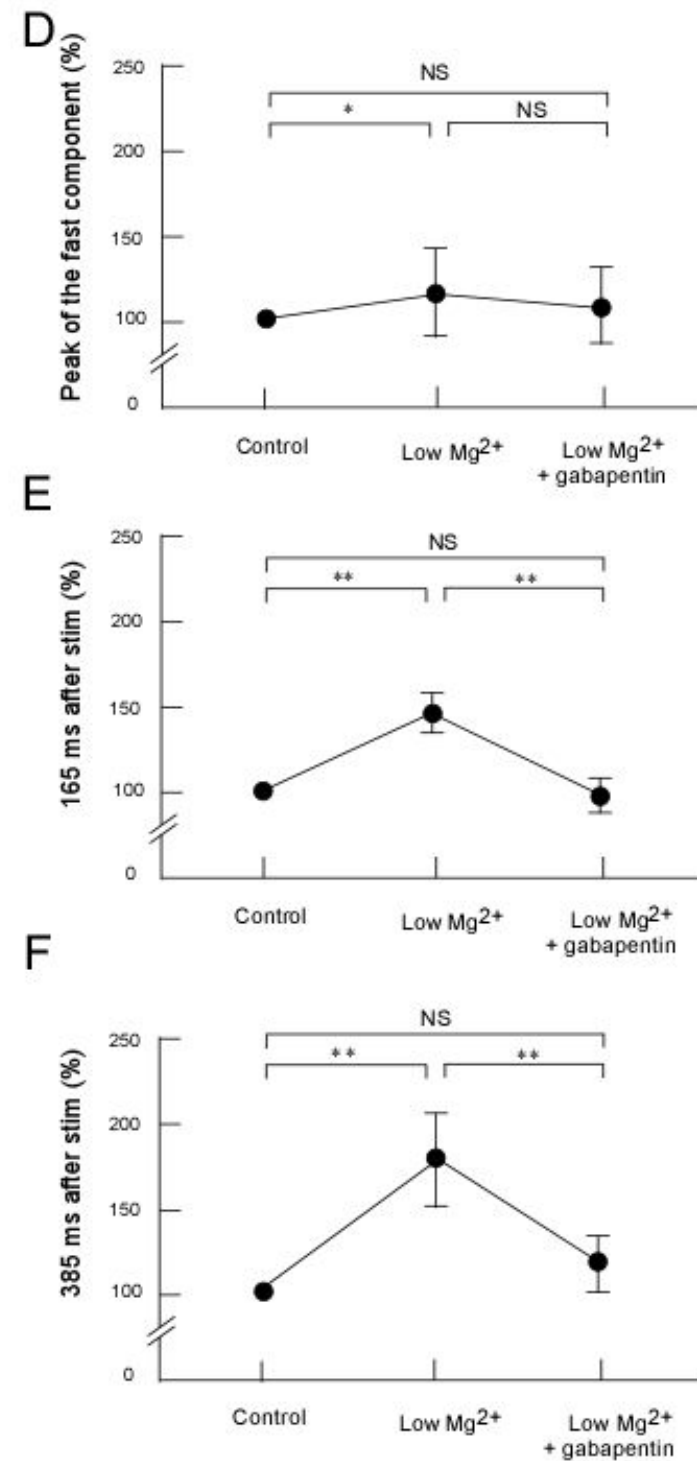 D
Peak of the fast component (%)
250
200
150
100
0
NS
*
NS
Control
Low Mg²⁺
Low Mg²⁺
+ gabapentin
E
165 ms after stim (%)
250
200
150
100
0
NS
**
**
Control
Low Mg²⁺
Low Mg²⁺
+ gabapentin
F
385 ms after stim (%)
250
200
150
100
0
NS
**
**
Control
Low Mg²⁺
Low Mg²⁺
+ gabapentin